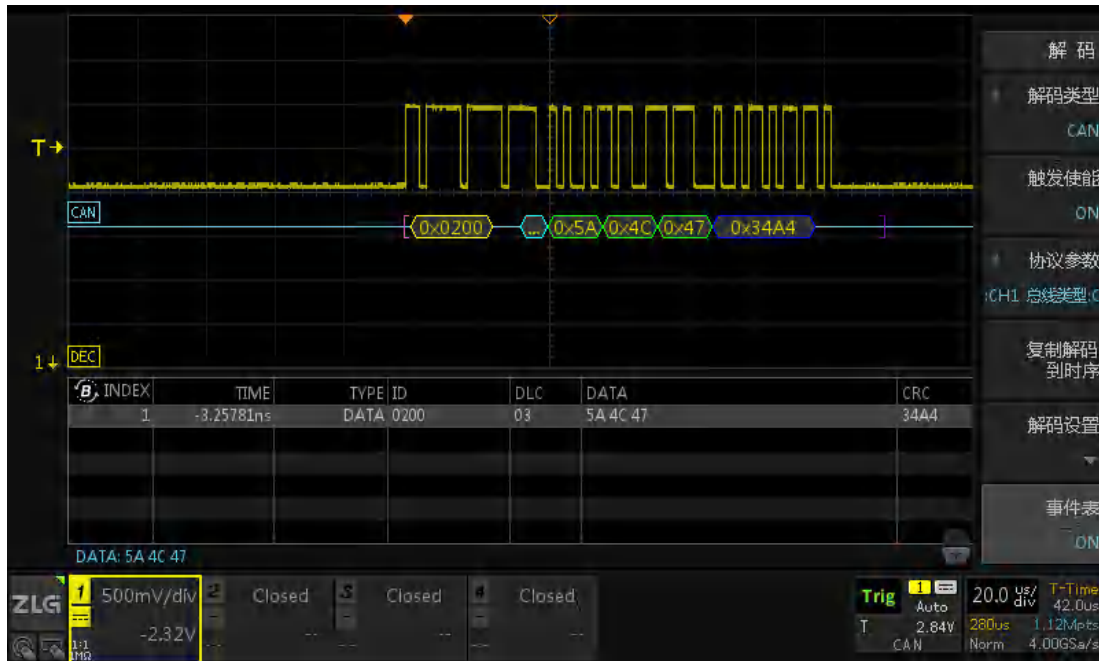 解 码
解码类型
CAN
T
触发使能
ON
CAN
0x0200
...
0x5A
0x4C
0x47
0x34A4
协议参数
:CH1 总线类型:C
1
DEC
复制解码
到时序
B INDEX TIME TYPE ID DLC DATA CRC
1 -3.25781ns DATA 0200 03 5A 4C 47 34A4
解码设置
事件表
ON
DATA: 5A 4C 47
ZLG
1 500mV/div
-2.32V
1:1
1MΩ
2 Closed
--
3 Closed
--
4 Closed
--
Trig 1 Auto
T 2.84V
CAN
20.0 us/div T-Time
42.0us
280us 1.12Mpts
Norm 4.00GSa/s